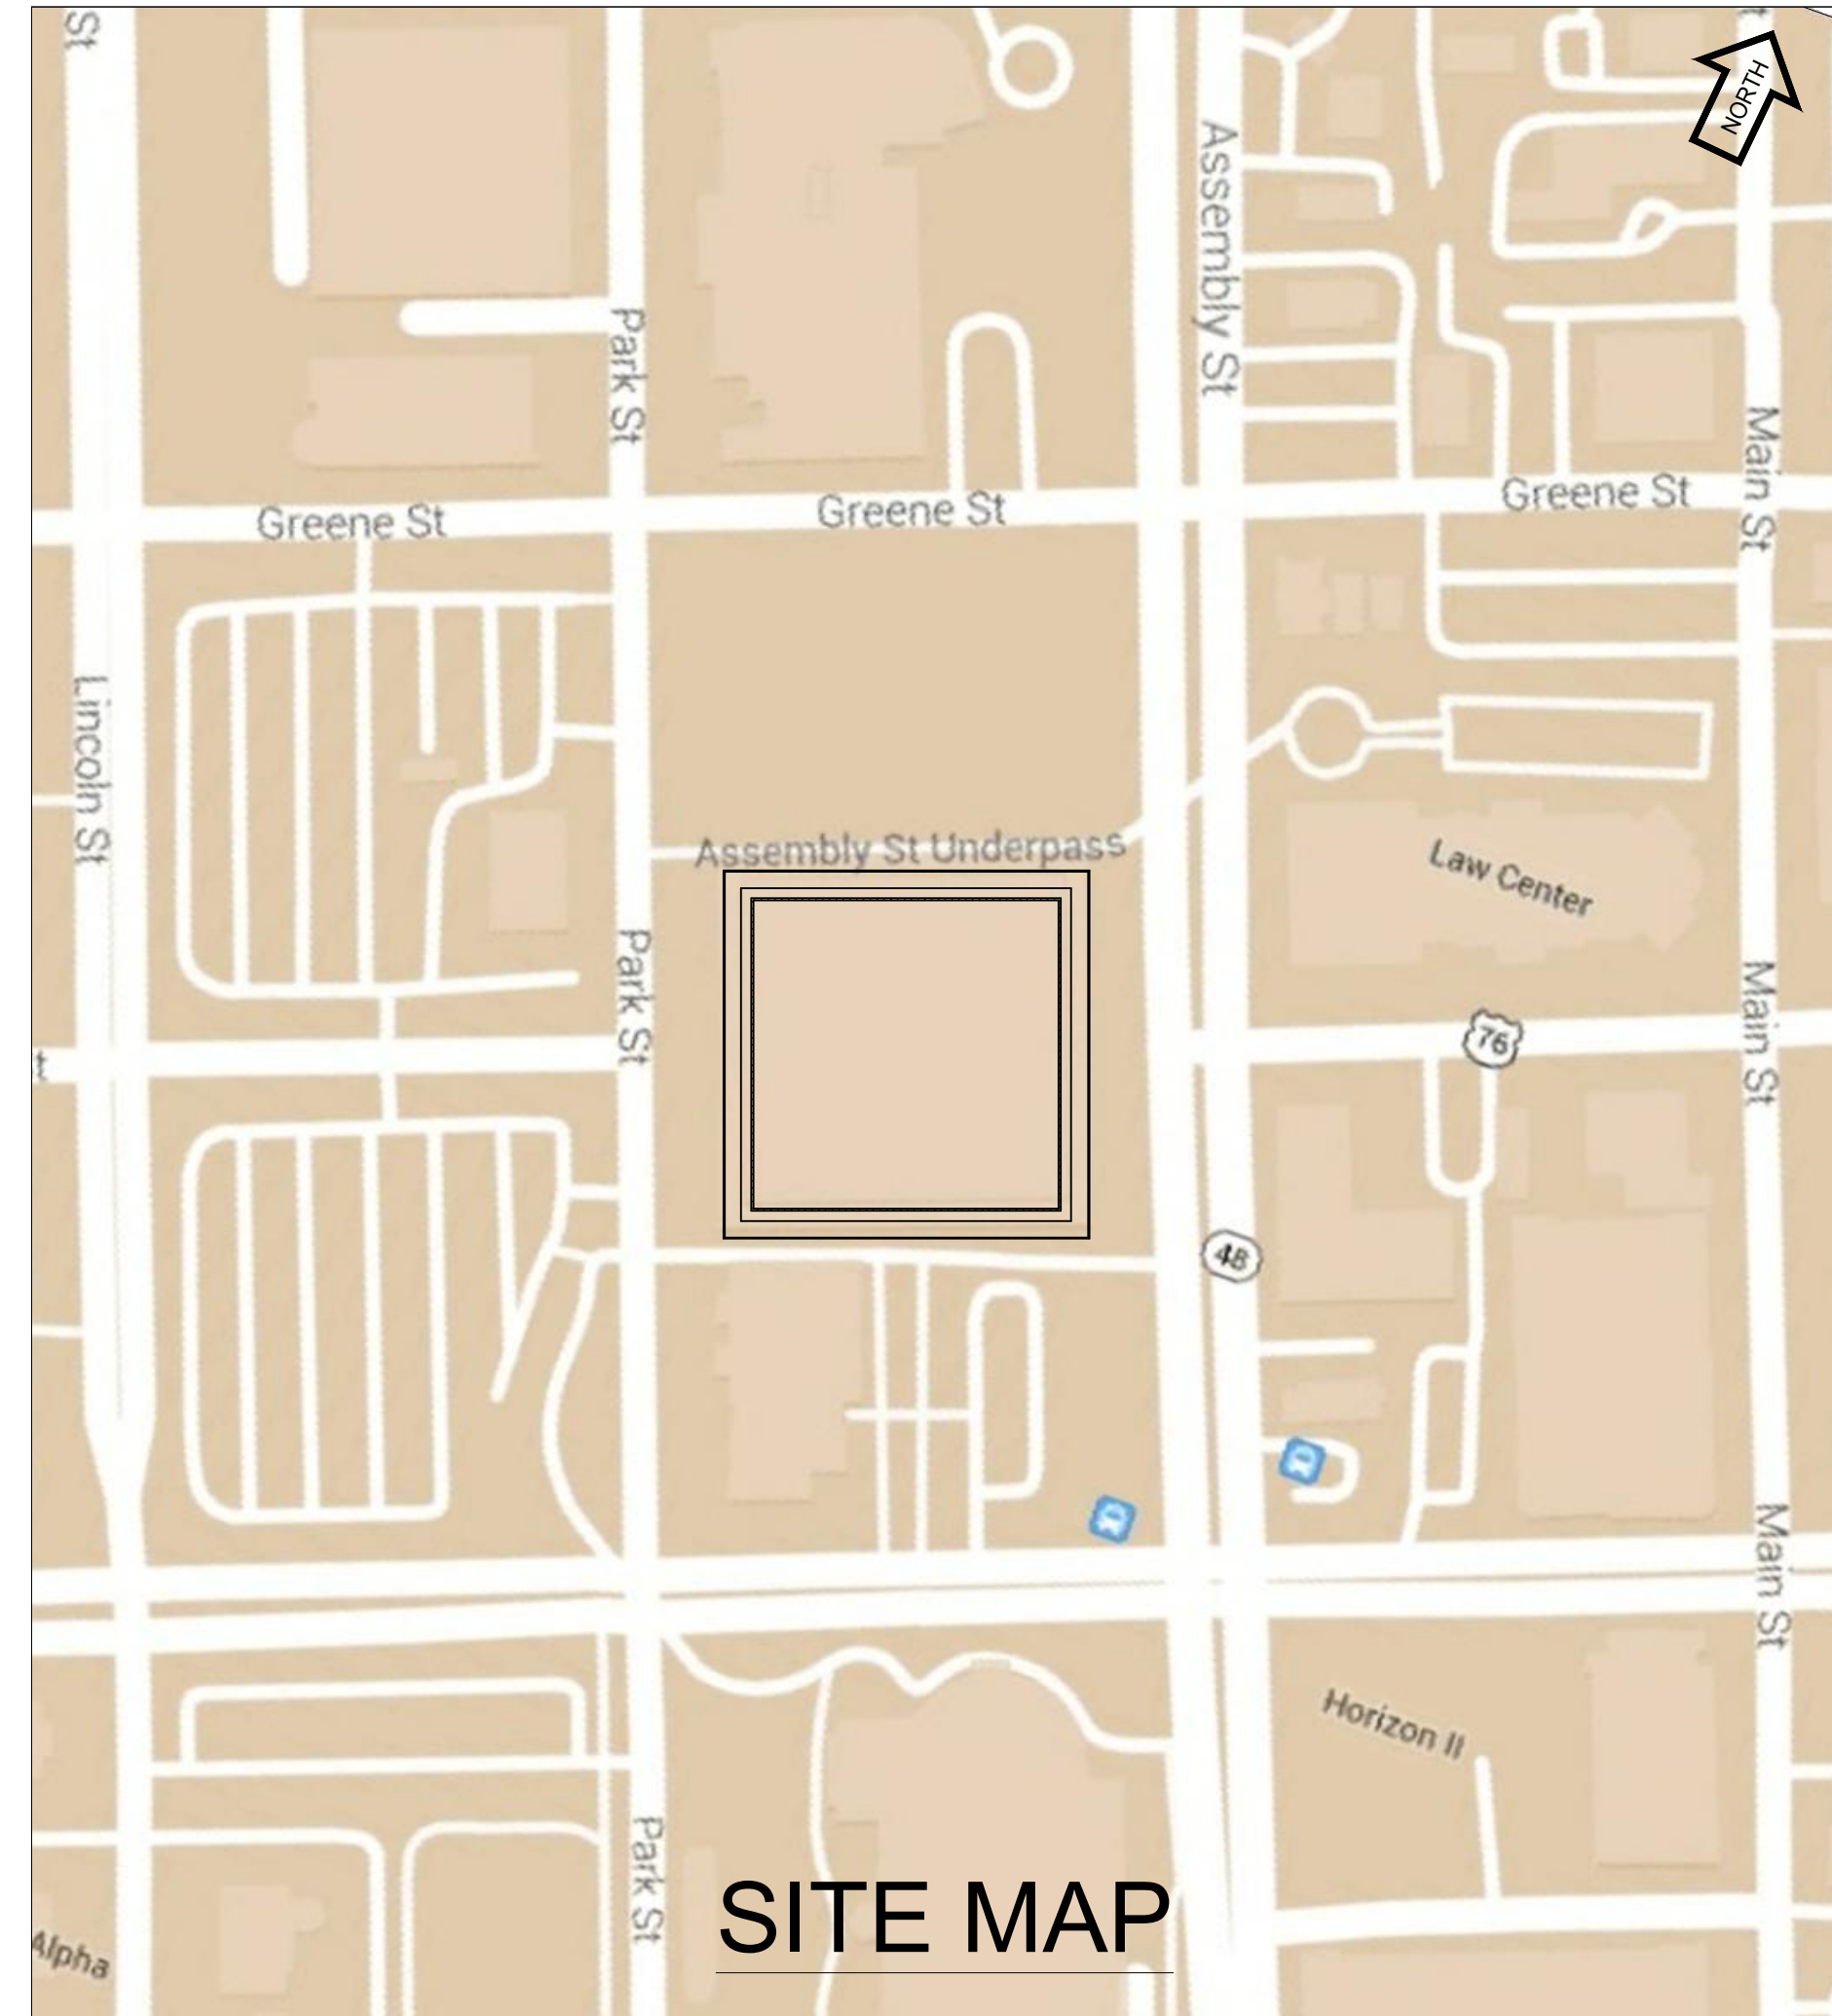 St
t
NORTH
Assembly St
Park St
Main St
Greene St
Greene St
Greene St
Lincoln St
Assembly St Underpass
Law Center
Park St
Main St
76
t
48
Main St
Horizon II
Park St
SITE MAP
Alpha